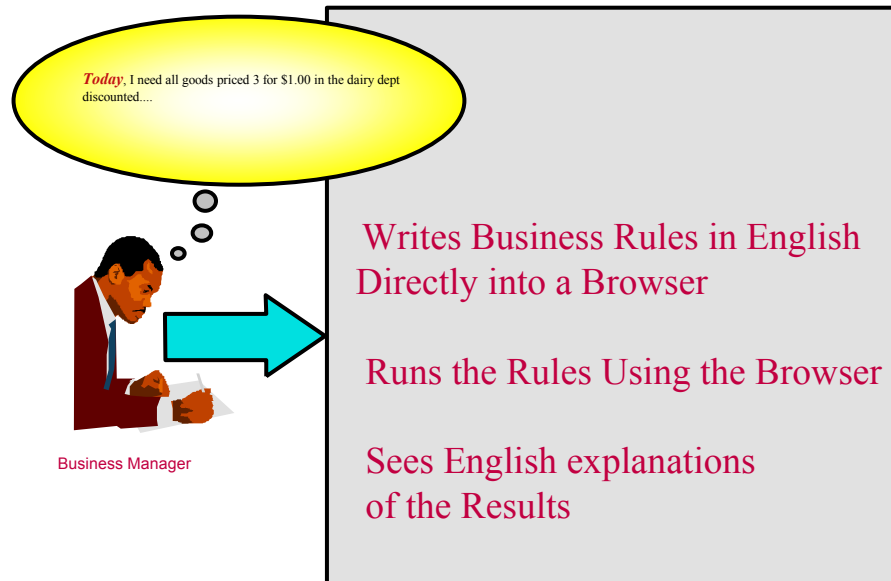 Today, I need all goods priced 3 for $1.00 in the dairy dept
discounted....
Writes Business Rules in English
Directly into a Browser
Runs the Rules Using the Browser
Sees English explanations
of the Results
Business Manager